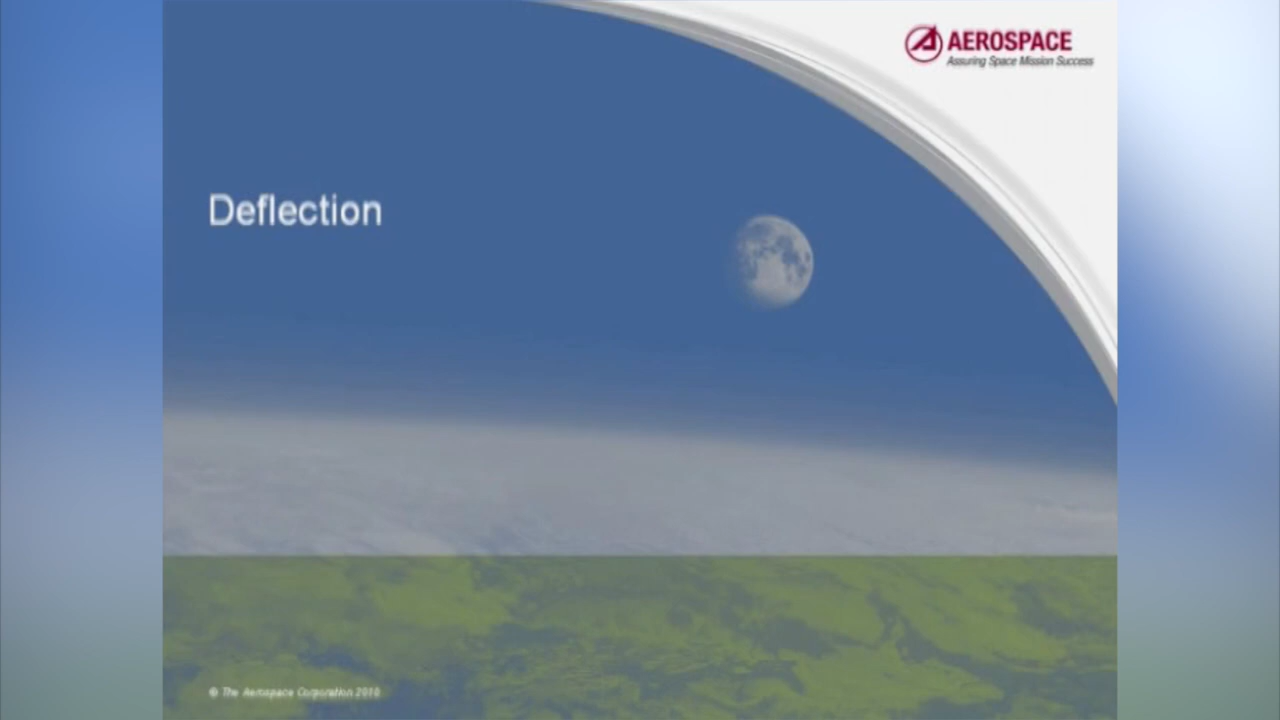 AEROSPACE
Assuring Space Mission Success
Deflection
© The Aerospace Corporation 2010